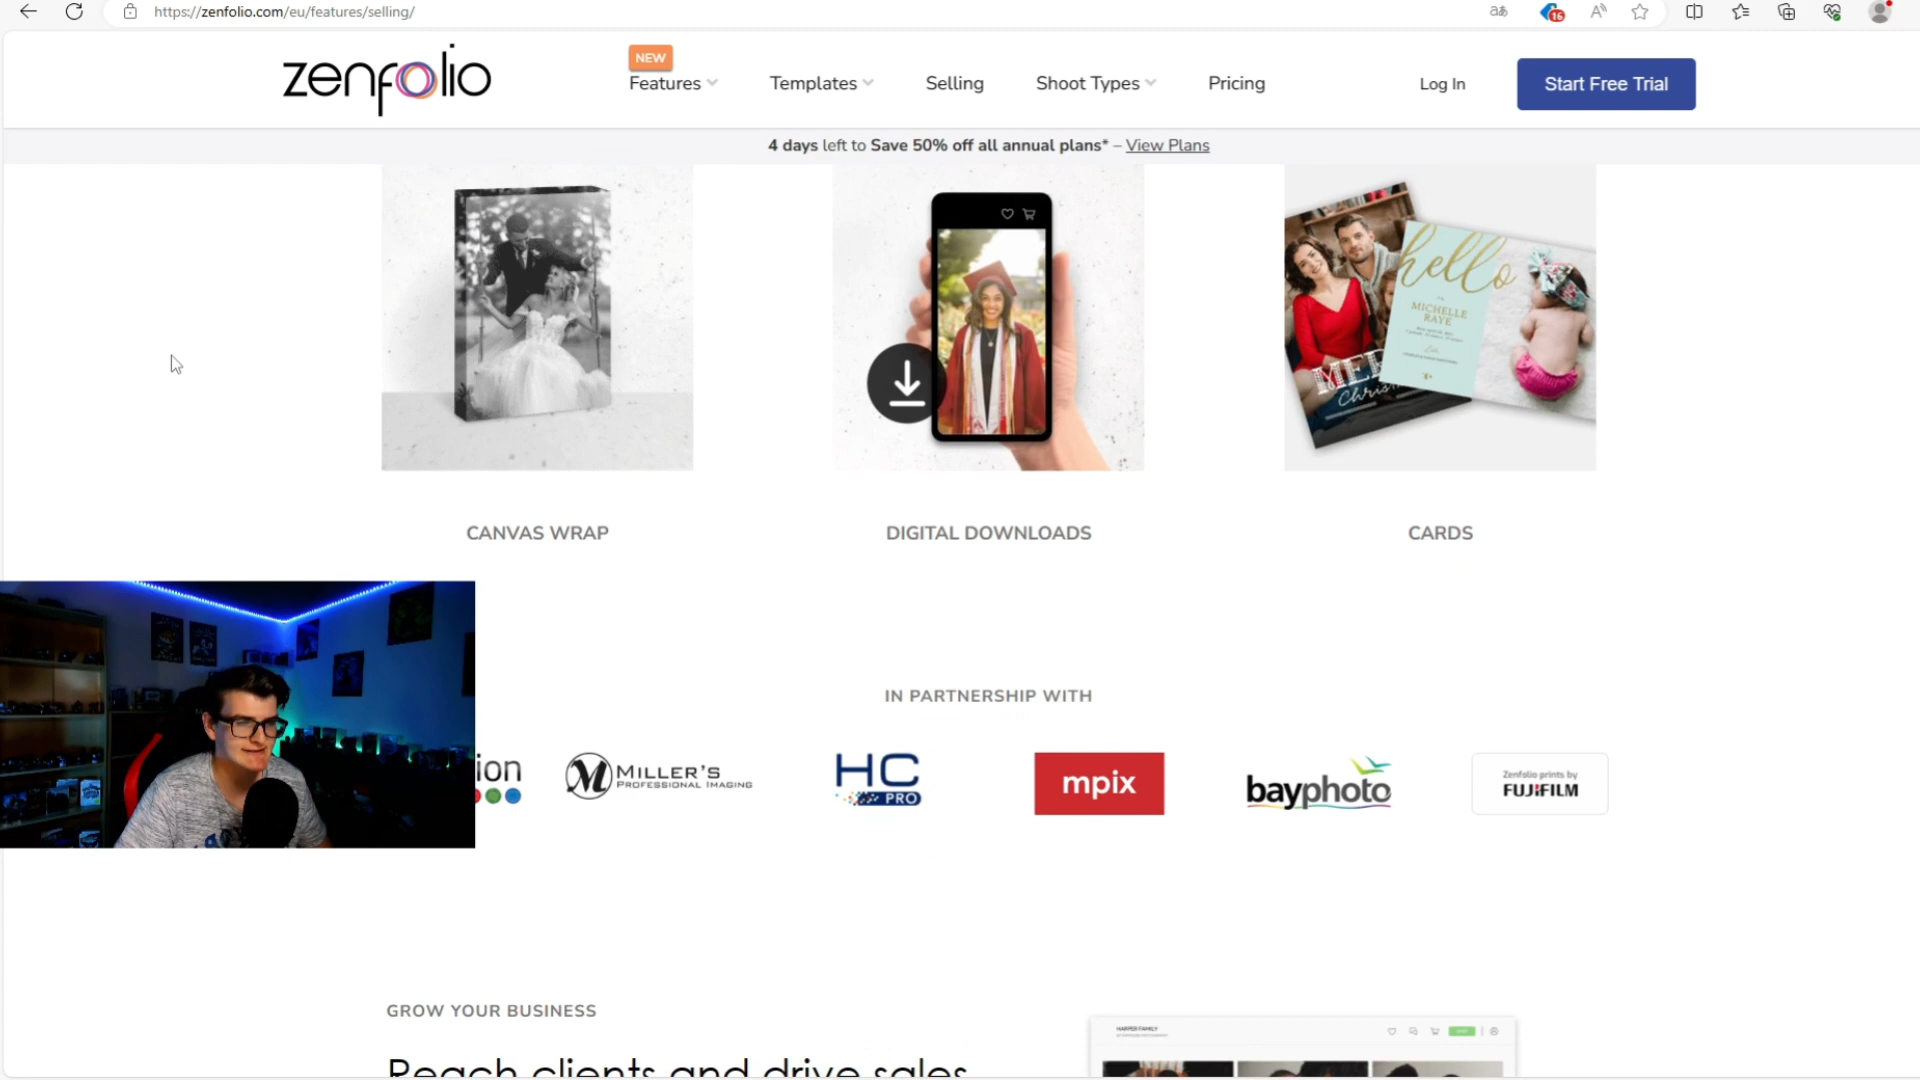 https://zenfolio.com/eu/features/selling/
16
zenfolio
NEW
Features
Templates
Selling
Shoot Types
Pricing
Log In
Start Free Trial
4 days left to Save 50% off all annual plans* – View Plans
hello
MICHELLE
RAYE
CANVAS WRAP
DIGITAL DOWNLOADS
CARDS
IN PARTNERSHIP WITH
ion
MILLER'S
PROFESSIONAL IMAGING
HC
PRO
mpix
bayphoto
Zenfolio prints by
FUJIFILM
GROW YOUR BUSINESS
HARPER FAMILY
Reach clients and drive sales